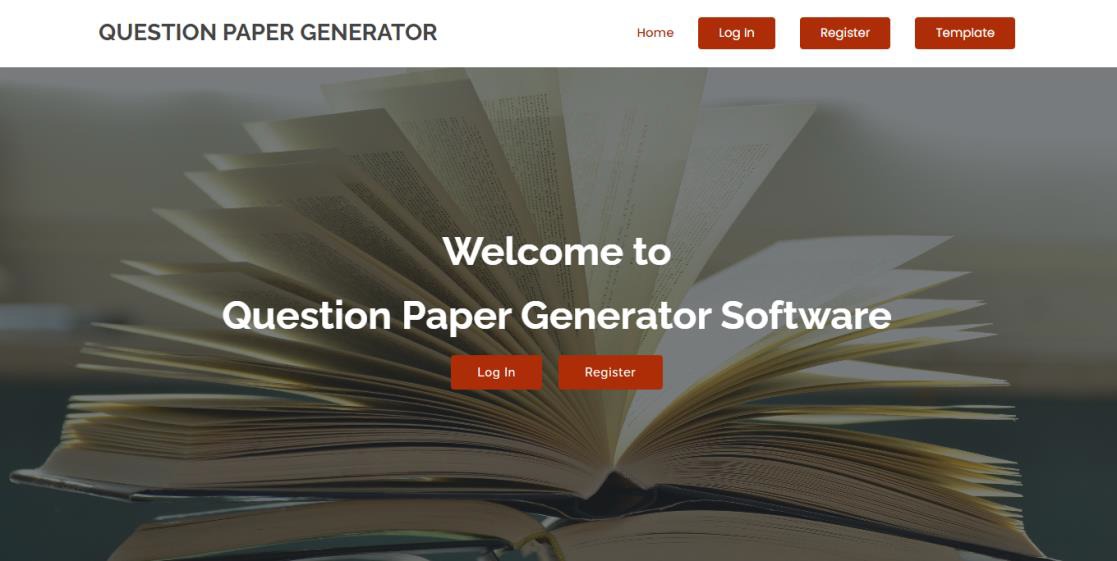 QUESTION PAPER GENERATOR
Home
Log In
Register
Template
Welcome to
Question Paper Generator Software
Log In
Register